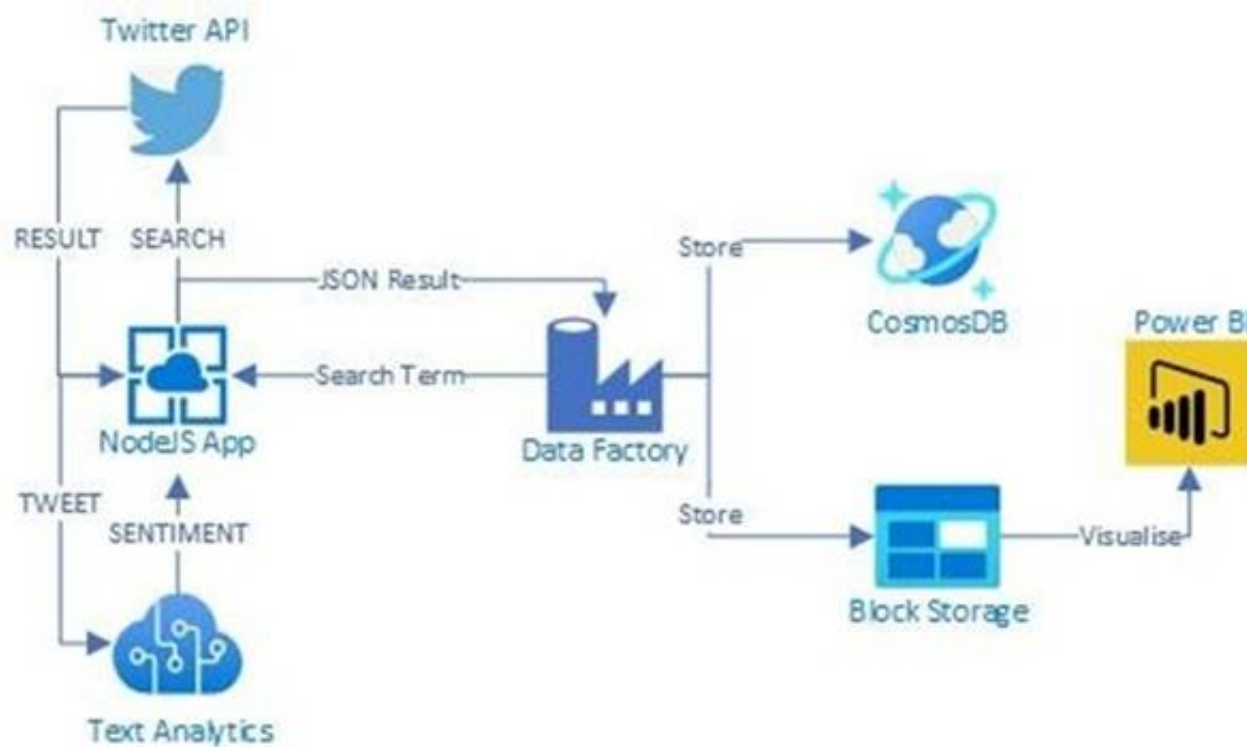 Twitter API
RESULT
SEARCH
JSON Result
Store
CosmosDB
Power BI
Search Term
NodeJS App
Data Factory
TWEET
SENTIMENT
Store
Visualise
Block Storage
Text Analytics